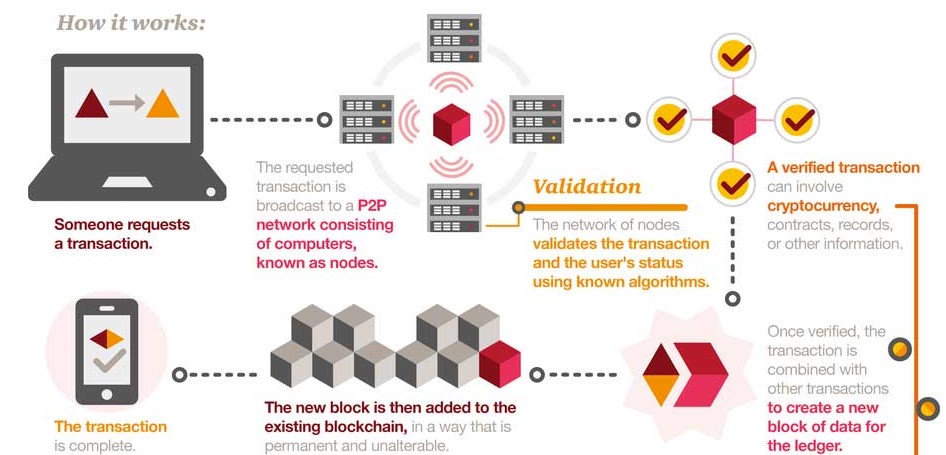 How it works:
Someone requests
a transaction.
The requested
transaction is
broadcast to a P2P
network consisting
of computers,
known as nodes.
Validation
The network of nodes
validates the transaction
and the user's status
using known algorithms.
A verified transaction
can involve
cryptocurrency,
contracts, records,
or other information.
Once verified, the
transaction is
combined with
other transactions
to create a new
block of data for
the ledger.
The new block is then added to the
existing blockchain, in a way that is
permanent and unalterable.
The transaction
is complete.